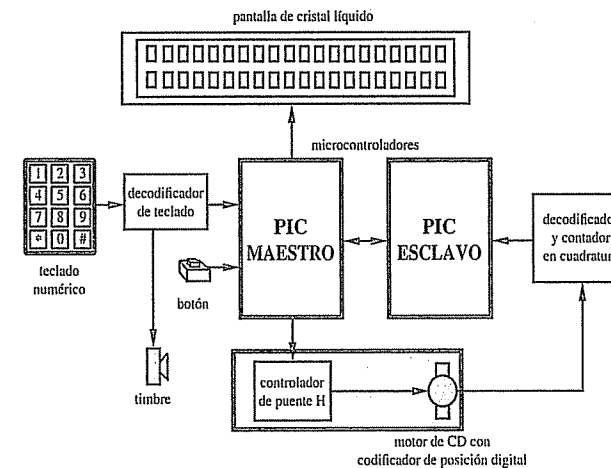 pantalla de cristal líquido
microcontroladores
1 2 3
4 5 6
7 8 9
* 0 #
teclado
numérico
decodificador
de teclado
PIC
MAESTRO
PIC
ESCLAVO
decodificador
y contador
en cuadratur
botón
timbre
controlador
de puente H
motor de CD con
codificador de posición digital